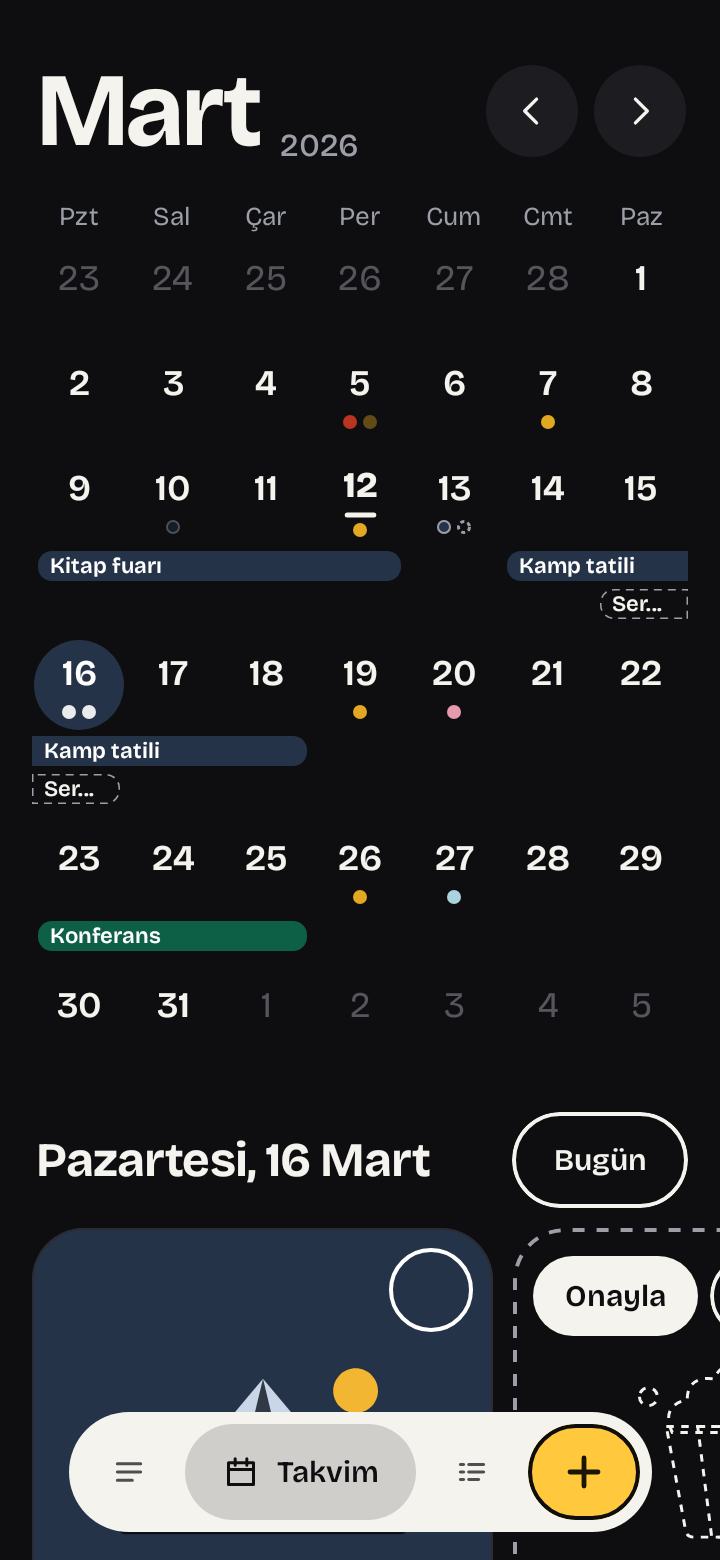 Mart 2026
Pzt Sal Çar Per Cum Cmt Paz
23 24 25 26 27 28 1
2 3 4 5 6 7 8
9 10 11 12 13 14 15
Kitap fuarı Kamp tatili
Ser...
16 17 18 19 20 21 22
Kamp tatili
Ser...
23 24 25 26 27 28 29
Konferans
30 31 1 2 3 4 5
Pazartesi, 16 Mart Bugün
Onayla
Takvim